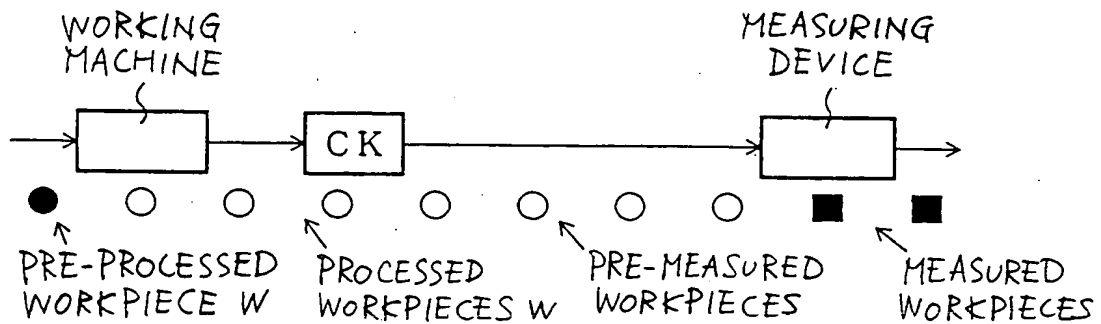 WORKING
MACHINE
MEASURING
DEVICE
CK
PRE-PROCESSED
WORKPIECE W
PROCESSED
WORKPIECES W
PRE-MEASURED
WORKPIECES
MEASURED
WORKPIECES